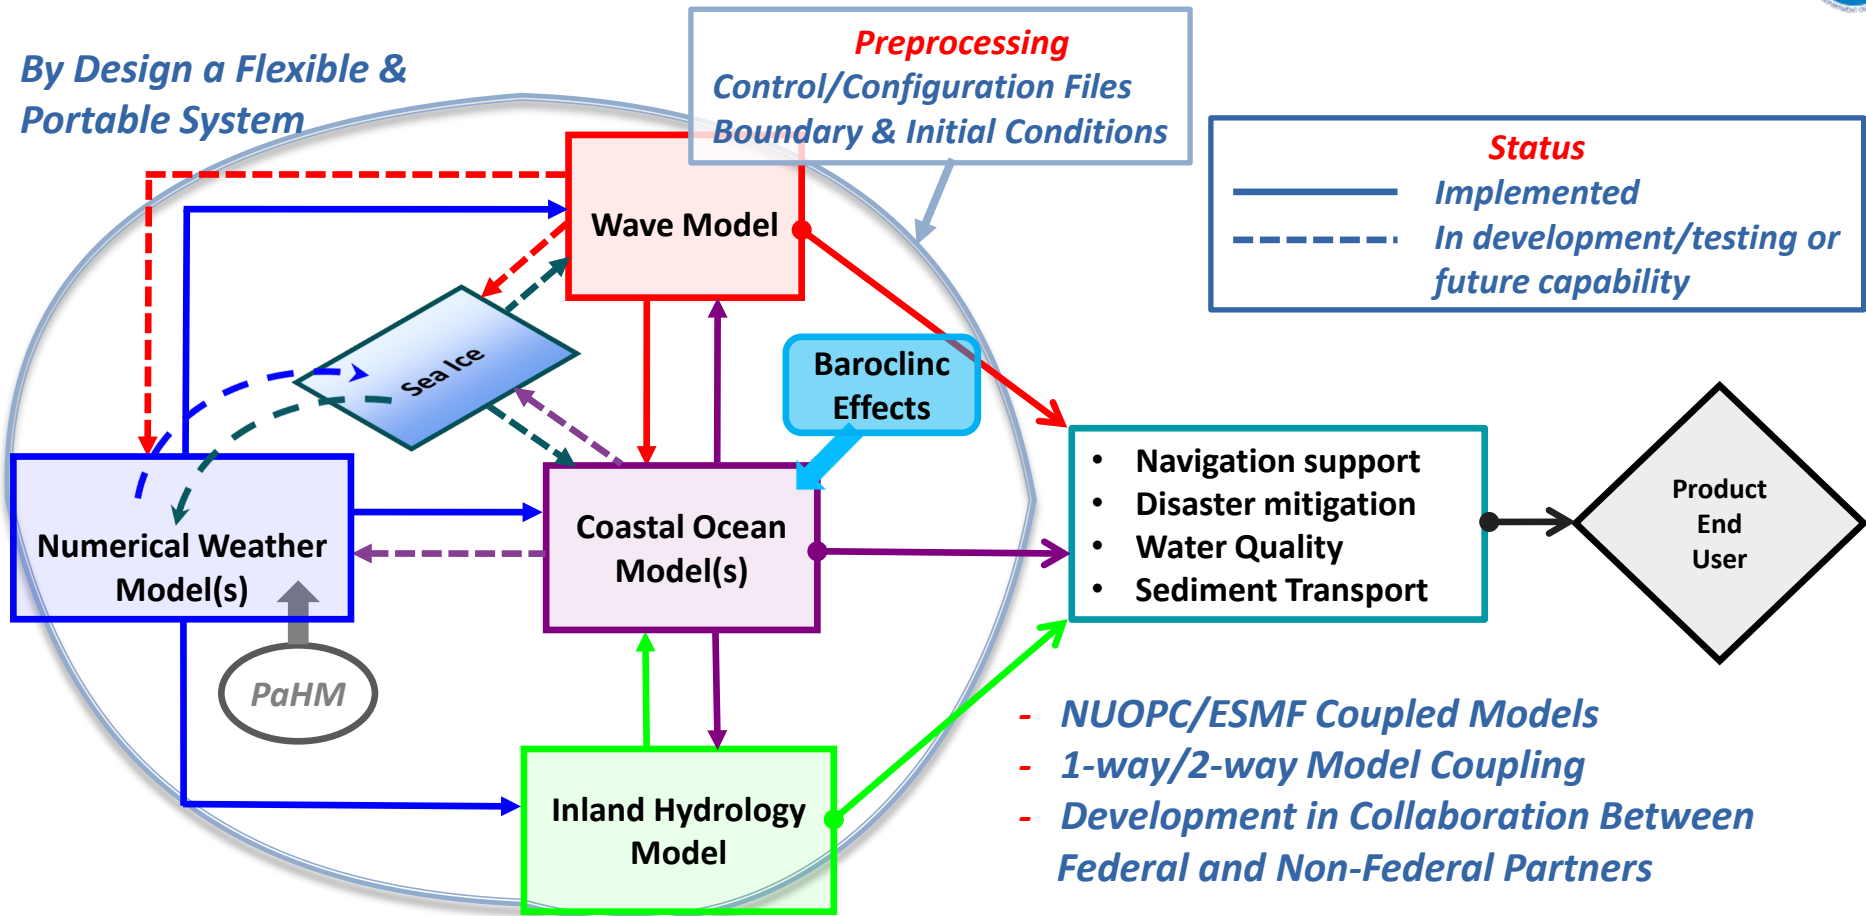 By Design a Flexible &
Portable System
Preprocessing
Control/Configuration Files
Boundary & Initial Conditions
Status
Implemented
In development/testing or
future capability
Wave Model
Sea Ice
Baroclinc
Effects
Numerical Weather
Model(s)
Coastal Ocean
Model(s)
• Navigation support
• Disaster mitigation
• Water Quality
• Sediment Transport
Product
End
User
PaHM
Inland Hydrology
Model
- NUOPC/ESMF Coupled Models
- 1-way/2-way Model Coupling
- Development in Collaboration Between
Federal and Non-Federal Partners